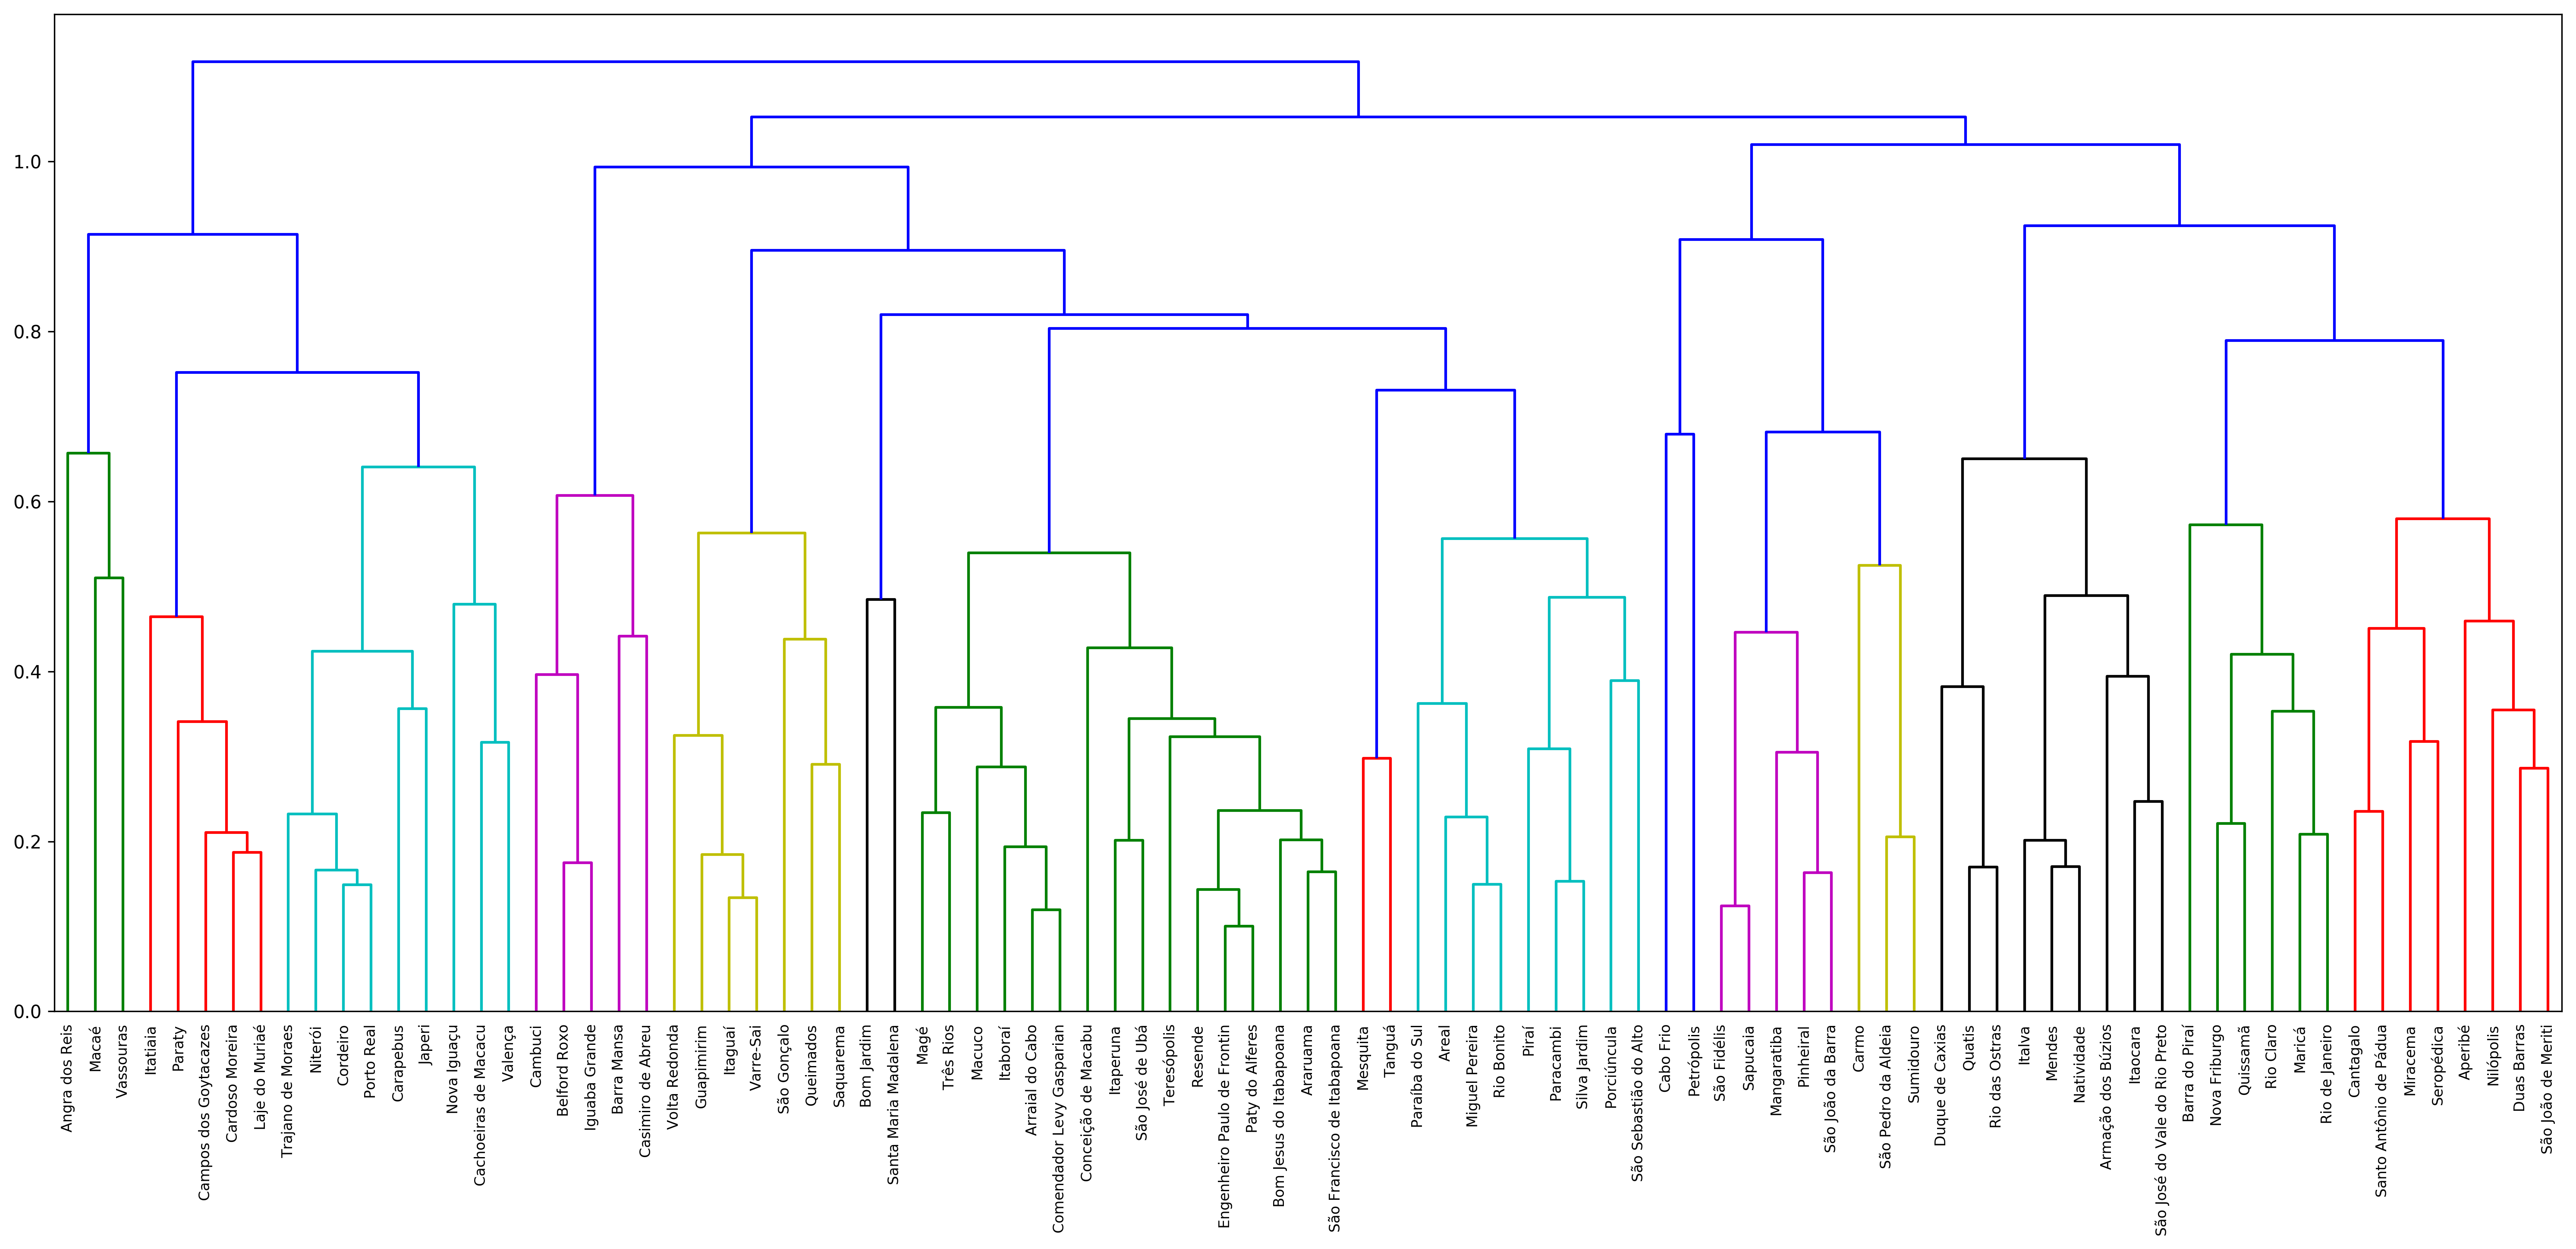 1.0
0.8
0.6
0.4
0.2
0.0
Angra dos Reis
Macaé
Vassouras
Itatiaia
Paraty
Campos dos Goytacazes
Cardoso Moreira
Laje do Muriaé
Trajano de Moraes
Niterói
Cordeiro
Porto Real
Carapebus
Japeri
Nova Iguaçu
Cachoeiras de Macacu
Valença
Cambuci
Belford Roxo
Iguaba Grande
Barra Mansa
Casimiro de Abreu
Volta Redonda
Guapimirim
Itaguaí
Varre-Sai
São Gonçalo
Queimados
Saquarema
Bom Jardim
Santa Maria Madalena
Magé
Três Rios
Macuco
Itaboraí
Arraial do Cabo
Comendador Levy Gasparian
Conceição de Macabu
Itaperuna
São José de Ubá
Teresópolis
Resende
Engenheiro Paulo de Frontin
Paty do Alferes
Bom Jesus do Itabapoana
Araruama
São Francisco de Itabapoana
Mesquita
Tanguá
Paraíba do Sul
Areal
Miguel Pereira
Rio Bonito
Piraí
Paracambi
Silva Jardim
Porciúncula
São Sebastião do Alto
Cabo Frio
Petrópolis
São Fidélis
Sapucaia
Mangaratiba
Pinheiral
São João da Barra
Carmo
São Pedro da Aldeia
Sumidouro
Duque de Caxias
Quatis
Rio das Ostras
Italva
Mendes
Natividade
Armação dos Búzios
Itaocara
São José do Vale do Rio Preto
Barra do Piraí
Nova Friburgo
Quissamã
Rio Claro
Maricá
Rio de Janeiro
Cantagalo
Santo Antônio de Pádua
Miracema
Seropédica
Aperibé
Nilópolis
Duas Barras
São João de Meriti